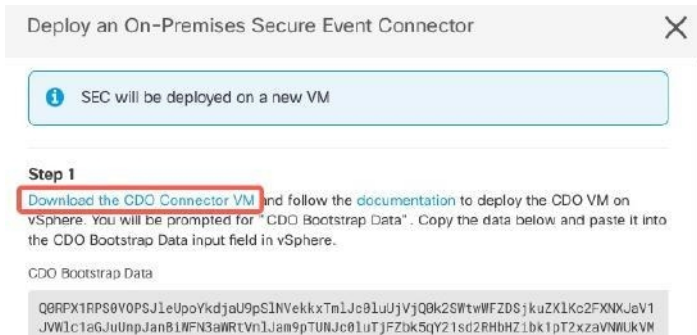 Deploy an On-Premises Secure Event Connector
SEC will be deployed on a new VM
Step 1
Download the CDO Connector VM and follow the documentation to deploy the CDO VM on
vSphere. You will be prompted for "CDO Bootstrap Data". Copy the data below and paste it into
the CDO Bootstrap Data input field in vSphere.
CDO Bootstrap Data